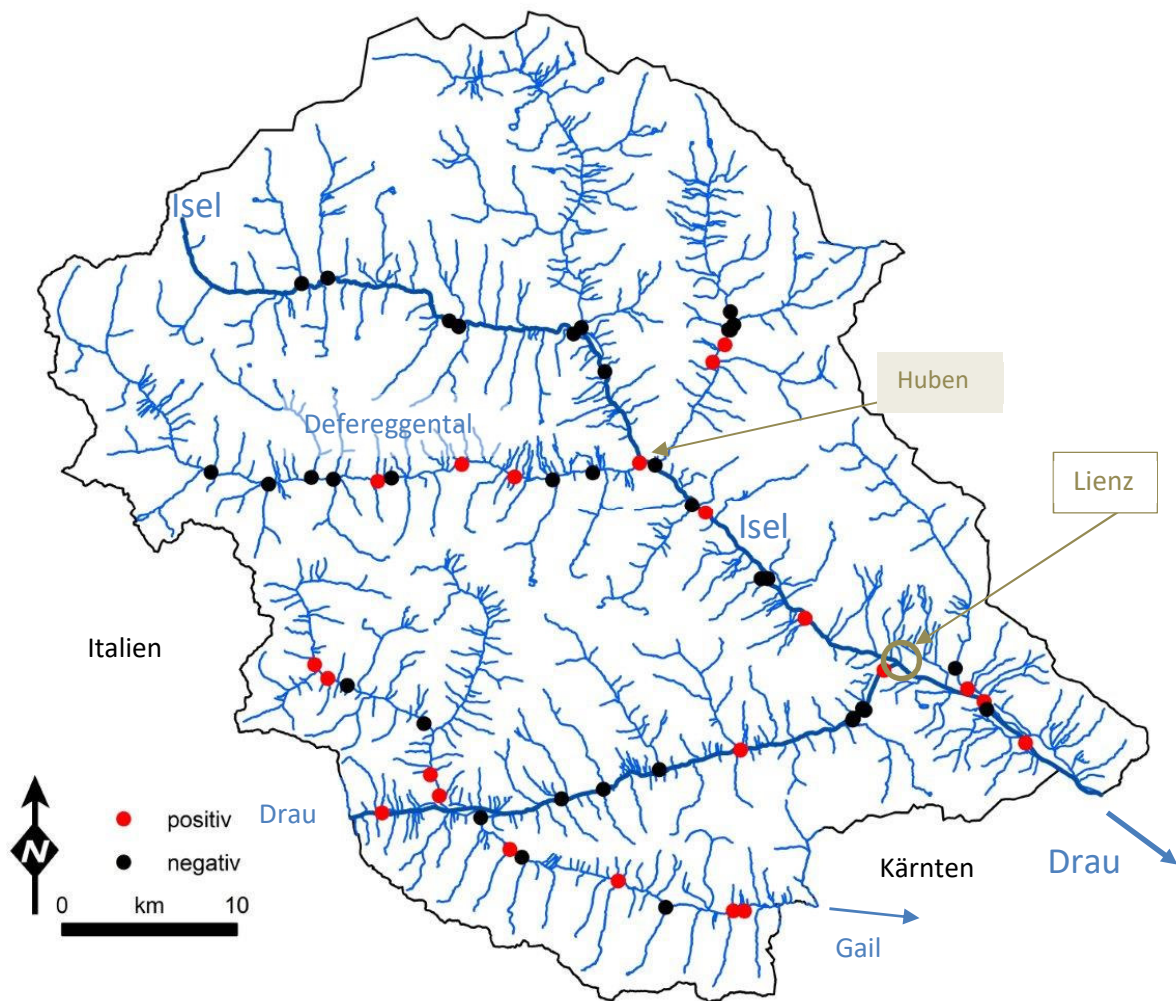 Isel
Huben
Defereggental
Lienz
Isel
Italien
Drau
positiv
negativ
N
Kärnten
Drau
0 km 10
Gail